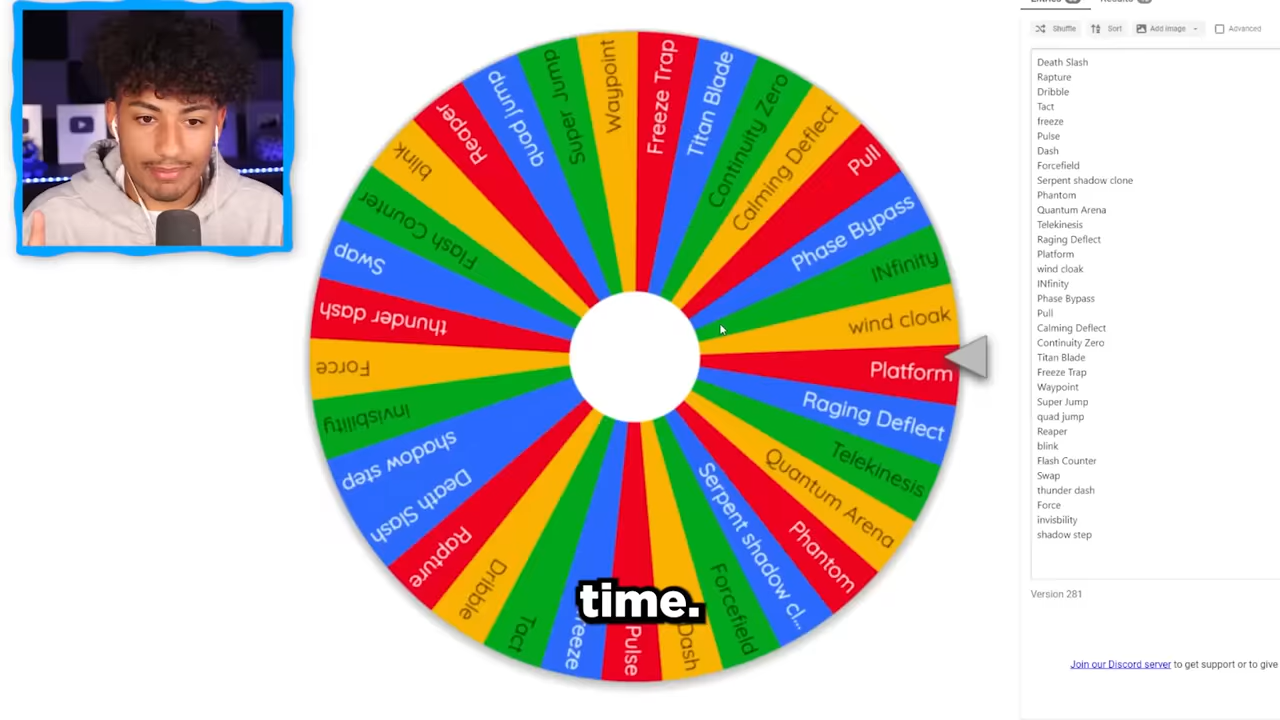 Entries
Results
Shuffle
Sort
Add image
Advanced
Death Slash
Rapture
Dribble
Tact
freeze
Pulse
Dash
Forcefield
Serpent shadow clone
Phantom
Quantum Arena
Telekinesis
Raging Deflect
Platform
wind cloak
INfinity
Phase Bypass
Pull
Calming Deflect
Continuity Zero
Titan Blade
Freeze Trap
Waypoint
Super Jump
quad jump
Reaper
blink
Flash Counter
Swap
thunder dash
Force
invisbility
shadow step
Version 281
Join our Discord server to get support or to give
Freeze Trap
Titan Blade
Continuity Zero
Calming Deflect
Pull
Phase Bypass
INfinity
wind cloak
Platform
Raging Deflect
Telekinesis
Quantum Arena
Phantom
Serpent shadow cl...
Forcefield
Dash
Pulse
freeze
Tact
Dribble
Rapture
Death Slash
shadow step
invisbility
Force
thunder dash
Swap
Flash Counter
blink
Reaper
quad jump
Super Jump
Waypoint
time.